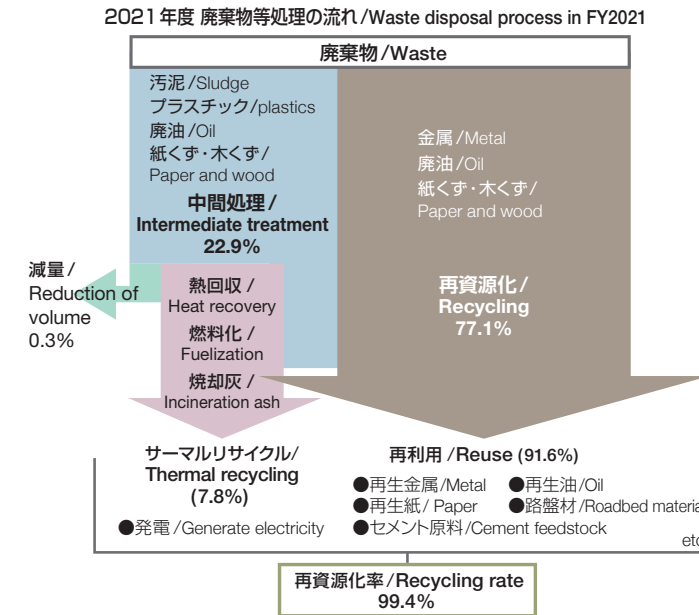 2021年度 廃棄物等処理の流れ/Waste disposal process in FY2021
廃棄物/Waste
汚泥/Sludge
プラスチック/plastics
廃油/Oil
紙くず・木くず/
Paper and wood
中間処理/
Intermediate treatment
22.9%
金属/Metal
廃油/Oil
紙くず・木くず/
Paper and wood
減量/
Reduction of
volume
0.3%
熱回収/
Heat recovery
燃料化/
Fuelization
焼却灰/
Incineration ash
再資源化/
Recycling
77.1%
サーマルリサイクル/
Thermal recycling
(7.8%)
●発電/Generate electricity
再利用/Reuse (91.6%)
●再生金属/Metal ●再生油/Oil
●再生紙/ Paper ●路盤材/Roadbed materia
●セメント原料/Cement feedstock
etc
再資源化率/Recycling rate
99.4%